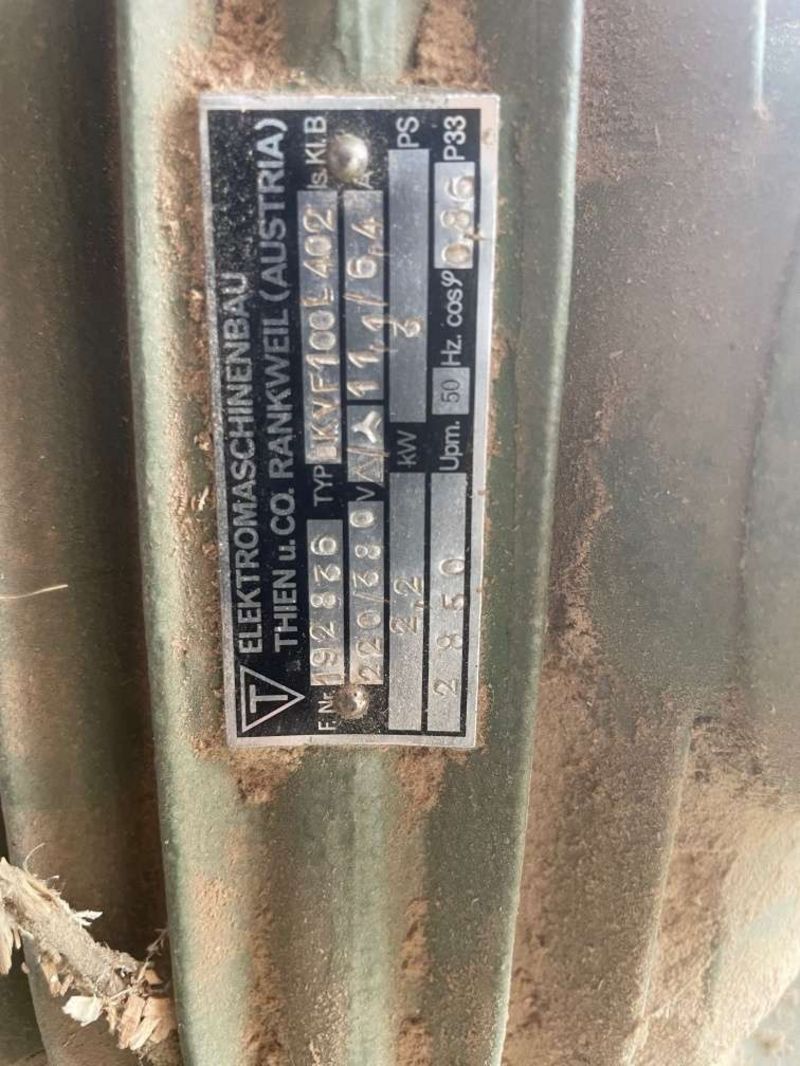 T ELEKTROMASCHINENBAU
THIEN u. CO. RANKWEIL (AUSTRIA)
F. Nr. 192836 TYP KVF100L402 Is. Kl. B
220/380 V 11,1/6,4 A
2,2 kW PS
2850 Upm. 50 Hz. cosφ 0,86 P33